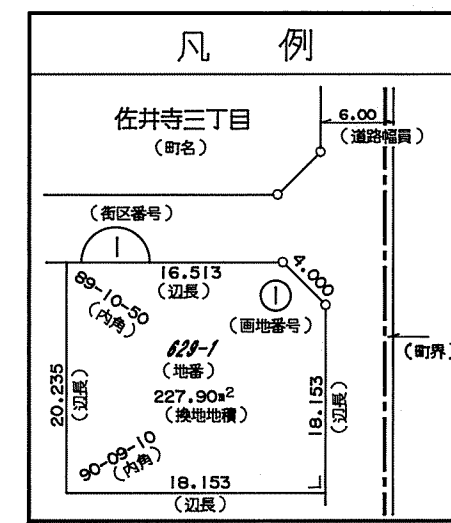 凡 例
佐井寺三丁目
(町名)
6.00
(道路幅員)
(街区番号)
1
16.513
(辺長)
4.000
89-10-50
(内角)
1
(画地番号)
(町界)
629-1
(地番)
20.235
(辺長)
227.90m²
(換地地積)
18.153
(辺長)
90-09-10
(内角)
18.153
(辺長)